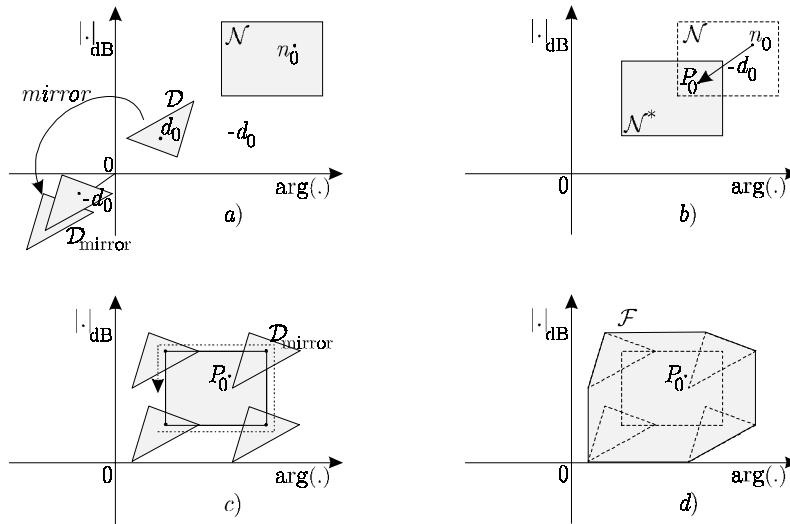 |.|dB
𝒩
n0
mirror
𝒟
d0
-d0
0
arg(.)
-d0
𝒟mirror
a)
|.|dB
𝒩
n0
-d0
P0
𝒩*
0
arg(.)
b)
|.|dB
𝒟mirror
P0
0
arg(.)
c)
|.|dB
ℱ
P0
0
arg(.)
d)